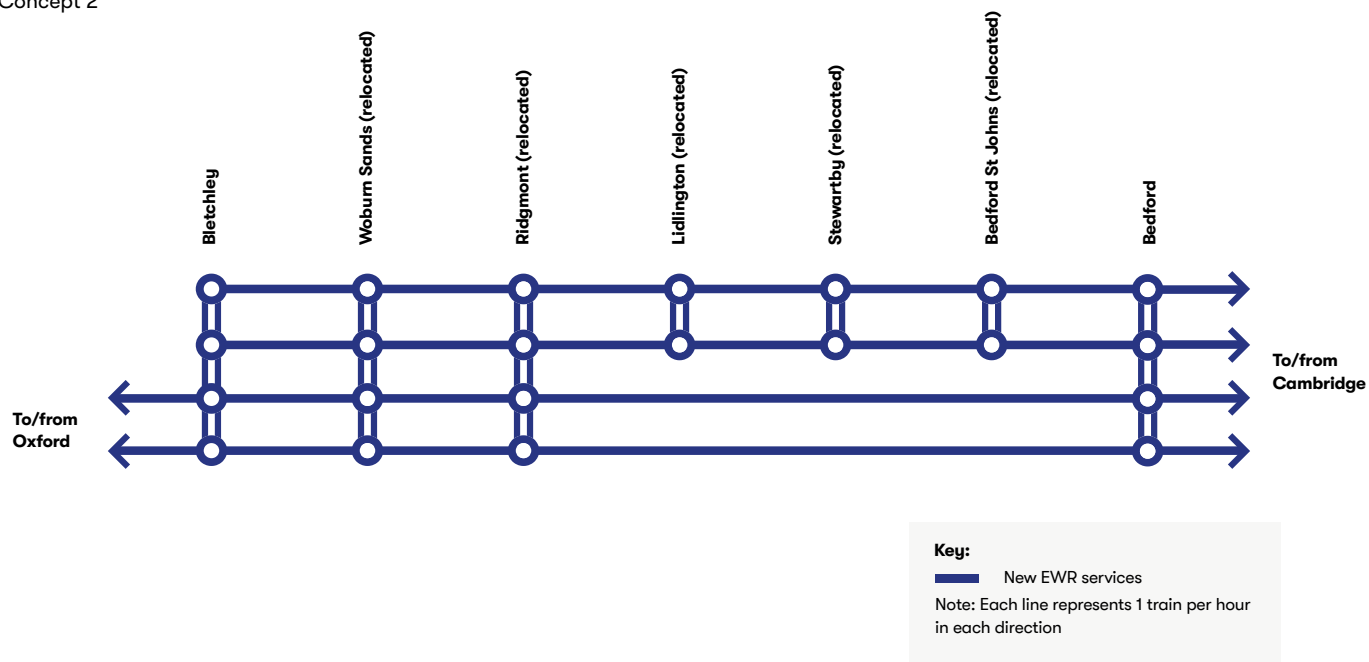 Concept 2
Bletchley
Woburn Sands (relocated)
Ridgmont (relocated)
Lidlington (relocated)
Stewartby (relocated)
Bedford St Johns (relocated)
Bedford
To/from
Cambridge
To/from
Oxford
Key:
New EWR services
Note: Each line represents 1 train per hour
in each direction